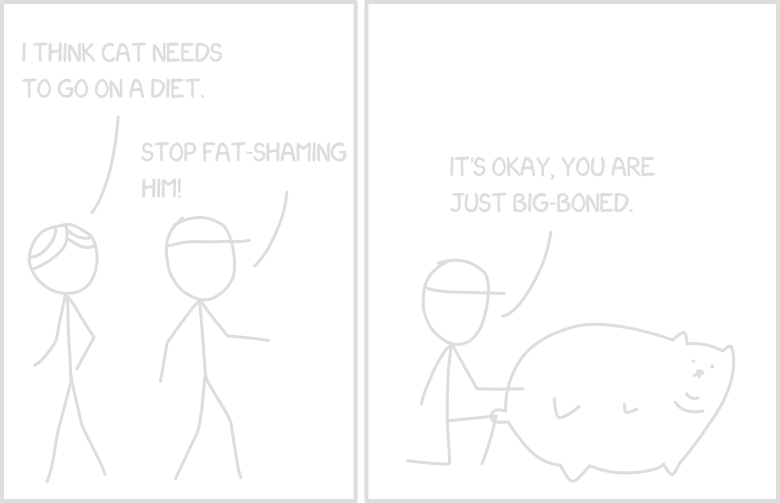 I THINK CAT NEEDS
TO GO ON A DIET.
STOP FAT-SHAMING
HIM!
IT'S OKAY, YOU ARE
JUST BIG-BONED.